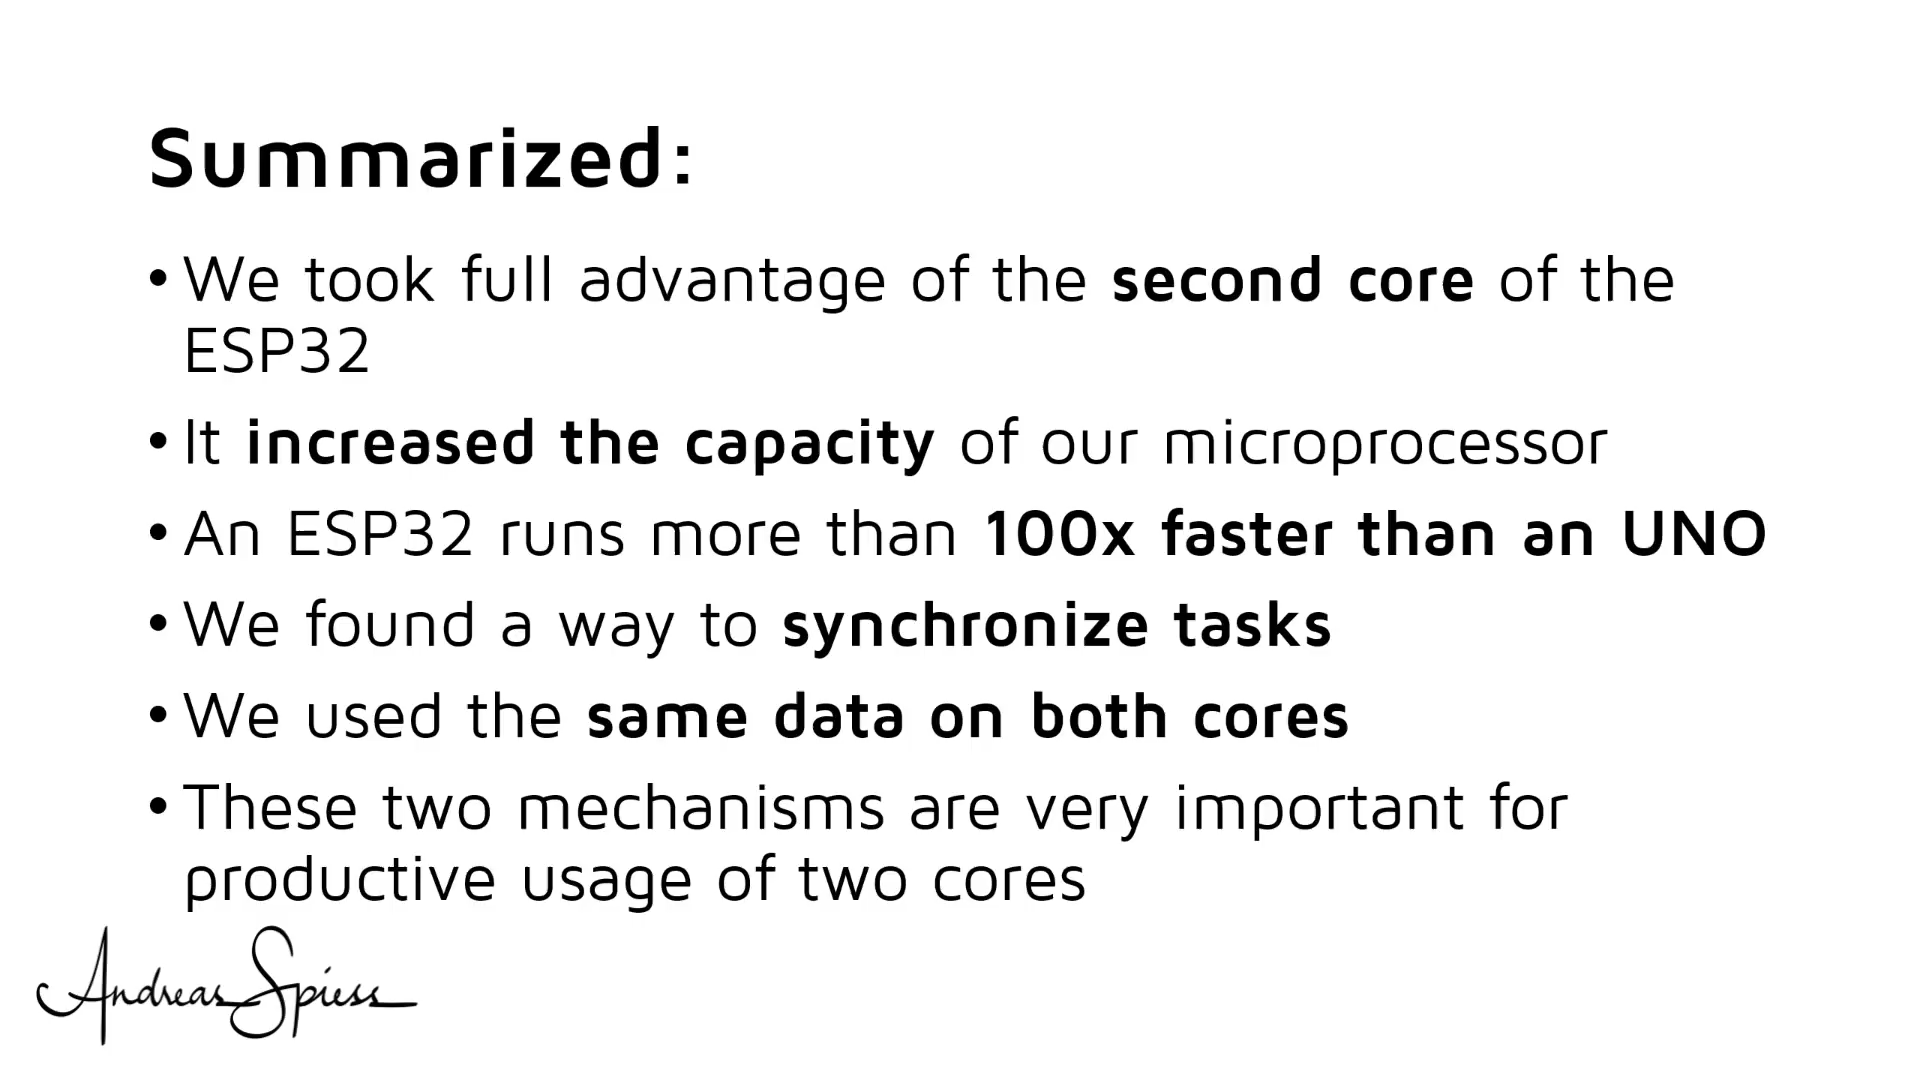 Summarized:
• We took full advantage of the second core of the
ESP32
• It increased the capacity of our microprocessor
• An ESP32 runs more than 100x faster than an UNO
• We found a way to synchronize tasks
• We used the same data on both cores
• These two mechanisms are very important for
productive usage of two cores
Andreas Spiess